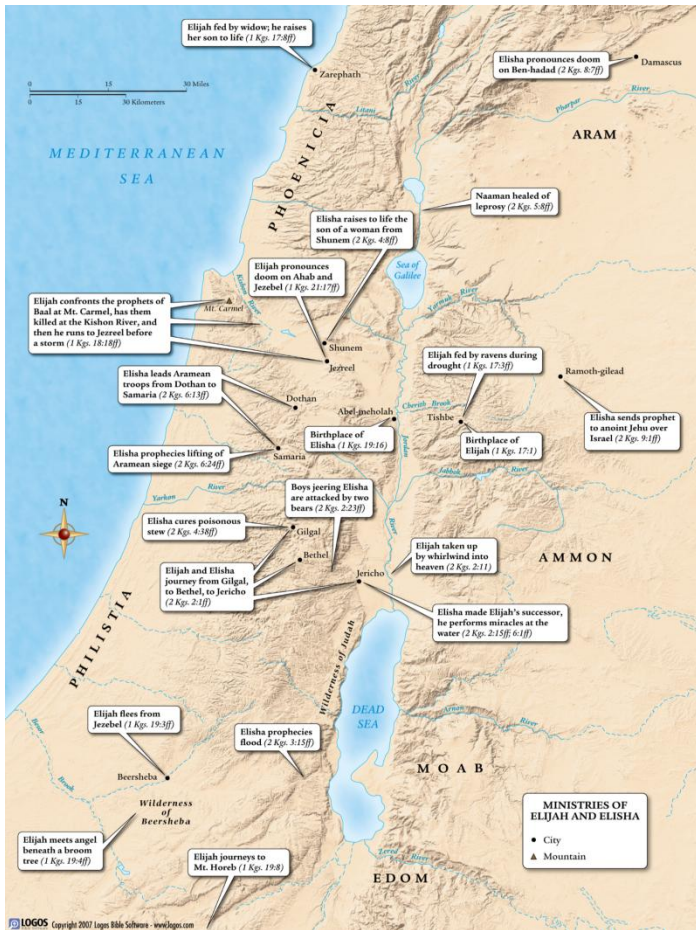 Elijah fed by widow; he raises
her son to life (1 Kgs. 17:8ff)
Zarephath
Elisha pronounces doom
on Ben-hadad (2 Kgs. 8:7ff)
Damascus
0 15 30 Miles
0 15 30 Kilometers
River
Litani
Pharpar River
ARAM
MEDITERRANEAN
SEA
PHOENICIA
Naaman healed of
leprosy (2 Kgs. 5:8ff)
Elisha raises to life the
son of a woman from
Shunem (2 Kgs. 4:8ff)
Elijah pronounces
doom on Ahab and
Jezebel (1 Kgs. 21:17ff)
Sea of
Galilee
Kishon River
Mt. Carmel
Yarmuk River
Elijah confronts the prophets of
Baal at Mt. Carmel, has them
killed at the Kishon River, and
then he runs to Jezreel before
a storm (1 Kgs. 18:18ff)
Shunem
Jezreel
Elijah fed by ravens during
drought (1 Kgs. 17:3ff)
Ramoth-gilead
Elisha leads Aramean
troops from Dothan to
Samaria (2 Kgs. 6:13ff)
Dothan
Abel-meholah
Cherith Brook
Tishbe
Elisha sends prophet
to anoint Jehu over
Israel (2 Kgs. 9:1ff)
Birthplace of
Elisha (1 Kgs. 19:16)
Jordan
Birthplace of
Elijah (1 Kgs. 17:1)
Elisha prophecies lifting of
Aramean siege (2 Kgs. 6:24ff)
Samaria
Jabbok River
Boys jeering Elisha
are attacked by two
bears (2 Kgs. 2:23ff)
Yarkon River
N
Elisha cures poisonous
stew (2 Kgs. 4:38ff)
Gilgal
River
Bethel
Elijah taken up
by whirlwind into
heaven (2 Kgs. 2:11)
AMMON
Elijah and Elisha
journey from Gilgal,
to Bethel, to Jericho
(2 Kgs. 2:1ff)
Jericho
Elisha made Elijah's successor,
he performs miracles at the
water (2 Kgs. 2:15ff; 6:1ff)
PHILISTIA
Wilderness of Judah
DEAD
SEA
Elijah flees from
Jezebel (1 Kgs. 19:3ff)
Elisha prophecies
flood (2 Kgs. 3:15ff)
Arnon River
Besor
Brook
Beersheba
MOAB
Wilderness
of
Beersheba
MINISTRIES OF
ELIJAH AND ELISHA
City
Mountain
Elijah meets angel
beneath a broom
tree (1 Kgs. 19:4ff)
Elijah journeys to
Mt. Horeb (1 Kgs. 19:8)
Zered River
EDOM
LOGOS Copyright 2007 Logos Bible Software - www.logos.com